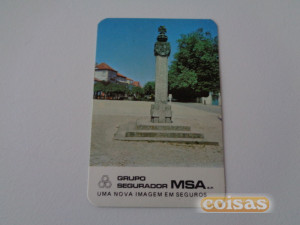 GRUPO
SEGURADOR MSA
UMA NOVA IMAGEM EM SEGUROS
coisas